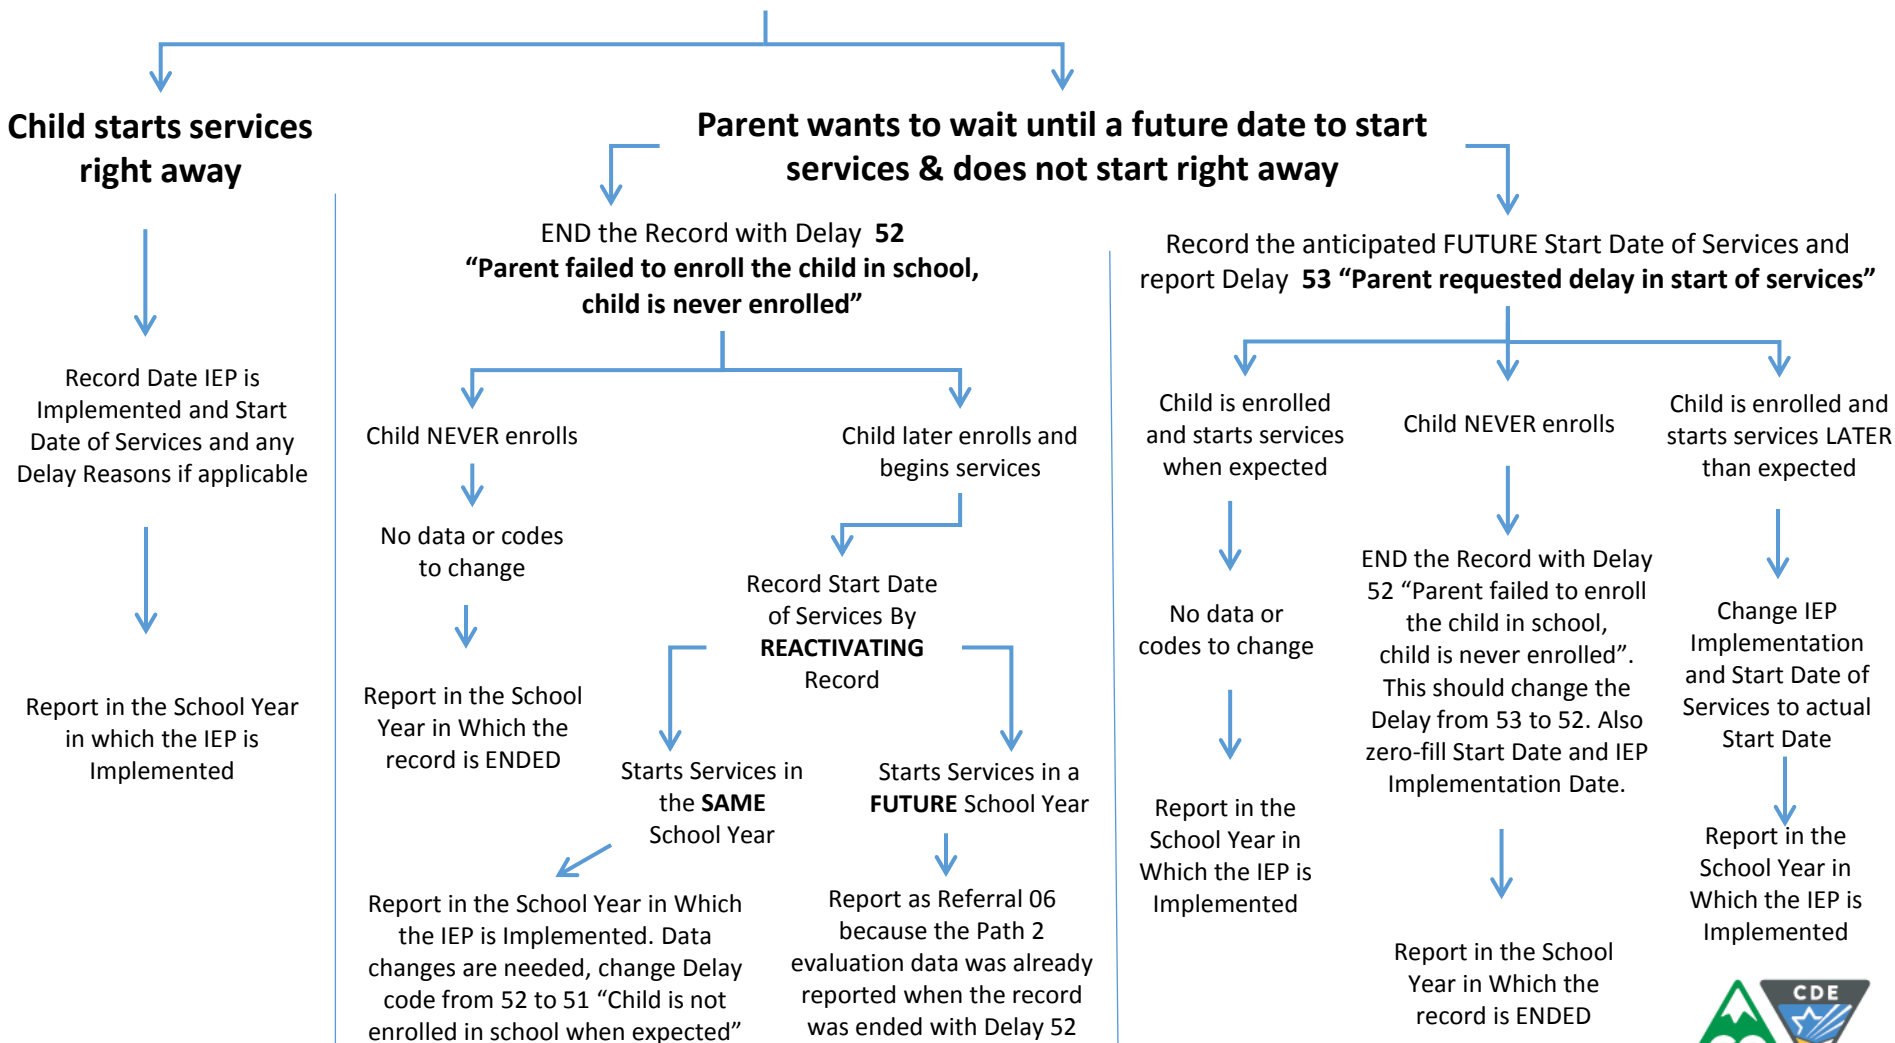 Child starts services
right away
Record Date IEP is
Implemented and Start
Date of Services and any
Delay Reasons if applicable
Report in the School Year
in which the IEP is
Implemented
Parent wants to wait until a future date to start
services & does not start right away
END the Record with Delay 52
“Parent failed to enroll the child in school,
child is never enrolled”
Child NEVER enrolls
No data or codes
to change
Report in the School
Year in Which the
record is ENDED
Child later enrolls and
begins services
Record Start Date
of Services By
REACTIVATING
Record
Starts Services in
the SAME
School Year
Report in the School Year in Which
the IEP is Implemented. Data
changes are needed, change Delay
code from 52 to 51 “Child is not
enrolled in school when expected”
Starts Services in a
FUTURE School Year
Report as Referral 06
because the Path 2
evaluation data was already
reported when the record
was ended with Delay 52
Record the anticipated FUTURE Start Date of Services and
report Delay 53 “Parent requested delay in start of services”
Child is enrolled
and starts services
when expected
No data or
codes to change
Report in the
School Year in
Which the IEP is
Implemented
Child NEVER enrolls
END the Record with Delay
52 “Parent failed to enroll
the child in school,
child is never enrolled”.
This should change the
Delay from 53 to 52. Also
zero-fill Start Date and IEP
Implementation Date.
Report in the School
Year in Which the
record is ENDED
Child is enrolled and
starts services LATER
than expected
Change IEP
Implementation
and Start Date of
Services to actual
Start Date
Report in the
School Year in
Which the IEP is
Implemented
CDE